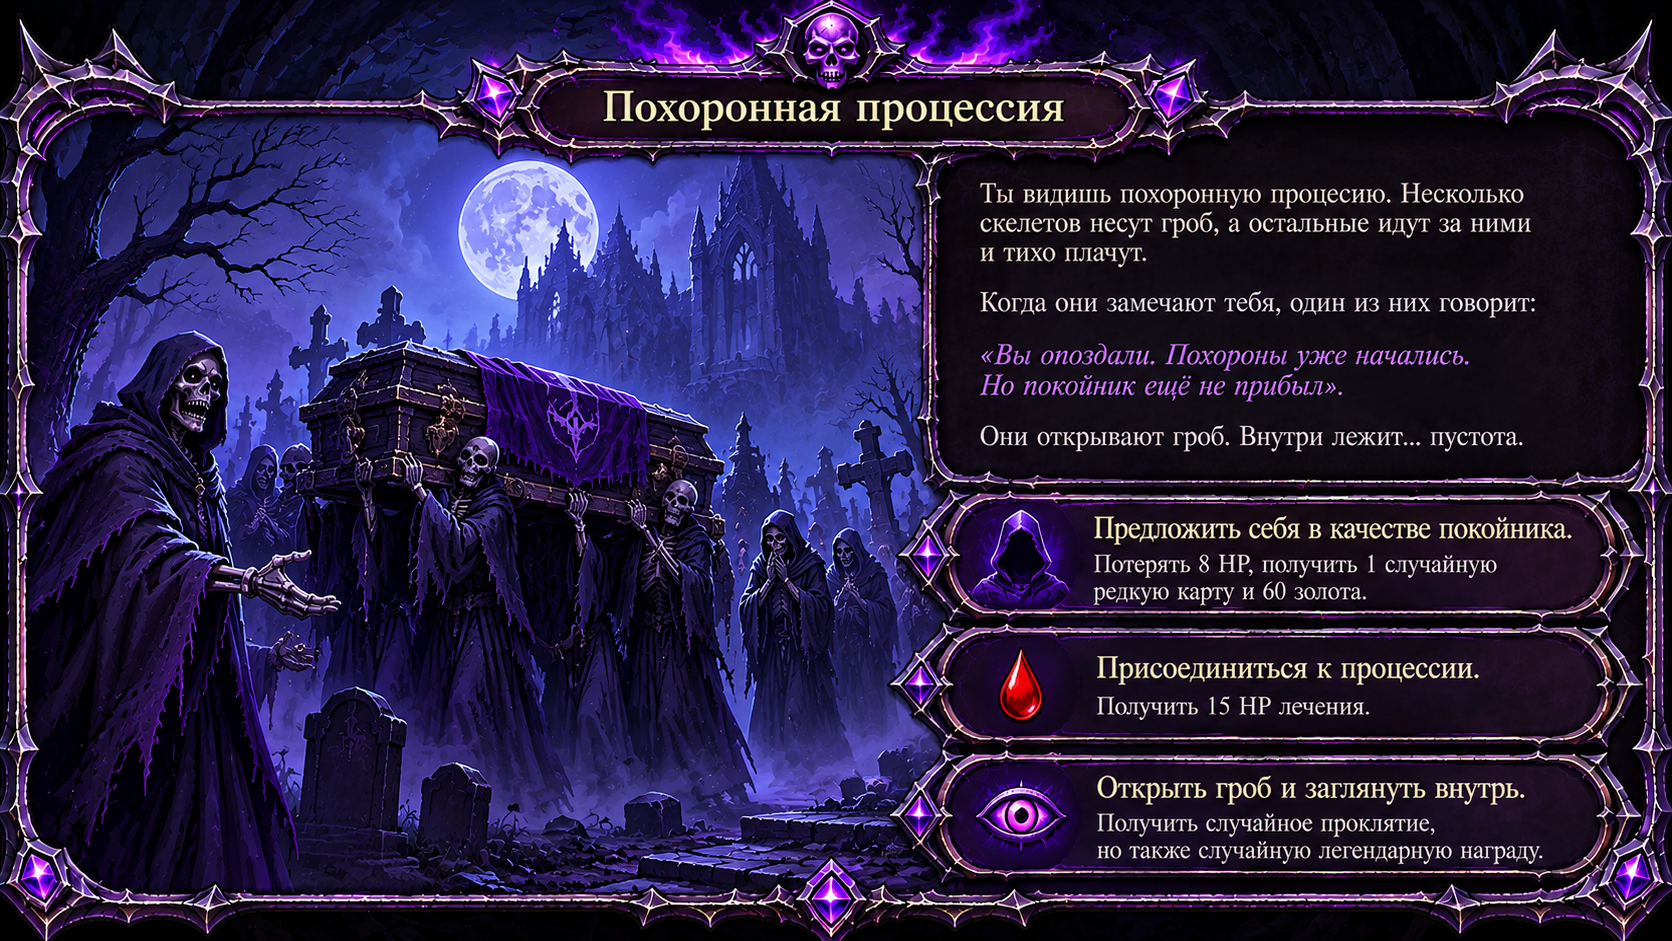 Похоронная процессия
Ты видишь похоронную процесию. Несколько
скелетов несут гроб, а остальные идут за ними
и тихо плачут.
Когда они замечают тебя, один из них говорит:
«Вы опоздали. Похороны уже начались.
Но покойник ещё не прибыл».
Они открывают гроб. Внутри лежит... пустота.
Предложить себя в качестве покойника.
Потерять 8 HP, получить 1 случайную
редкую карту и 60 золота.
Присоединиться к процессии.
Получить 15 HP лечения.
Открыть гроб и заглянуть внутрь.
Получить случайное проклятие,
но также случайную легендарную награду.